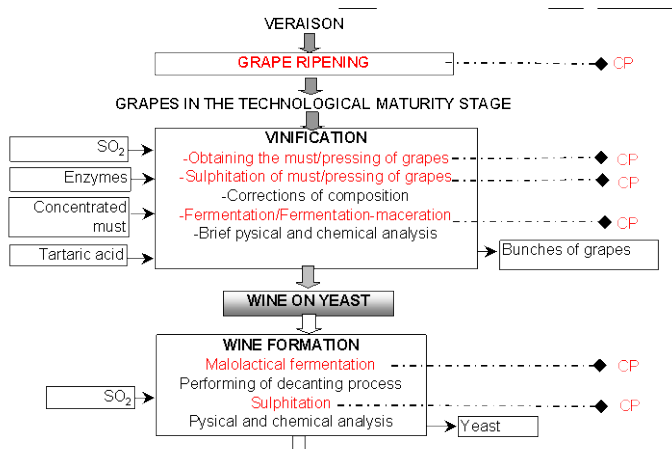 VERAISON
GRAPE RIPENING
CP
GRAPES IN THE TECHNOLOGICAL MATURITY STAGE
VINIFICATION
SO2
-Obtaining the must/pressing of grapes
CP
Enzymes
-Sulphitation of must/pressing of grapes
CP
-Corrections of composition
Concentrated
must
-Fermentation/Fermentation-maceration
CP
-Brief pysical and chemical analysis
Tartaric acid
Bunches of grapes
WINE ON YEAST
WINE FORMATION
Malolactical fermentation
CP
Performing of decanting process
SO2
Sulphitation
CP
Pysical and chemical analysis
Yeast